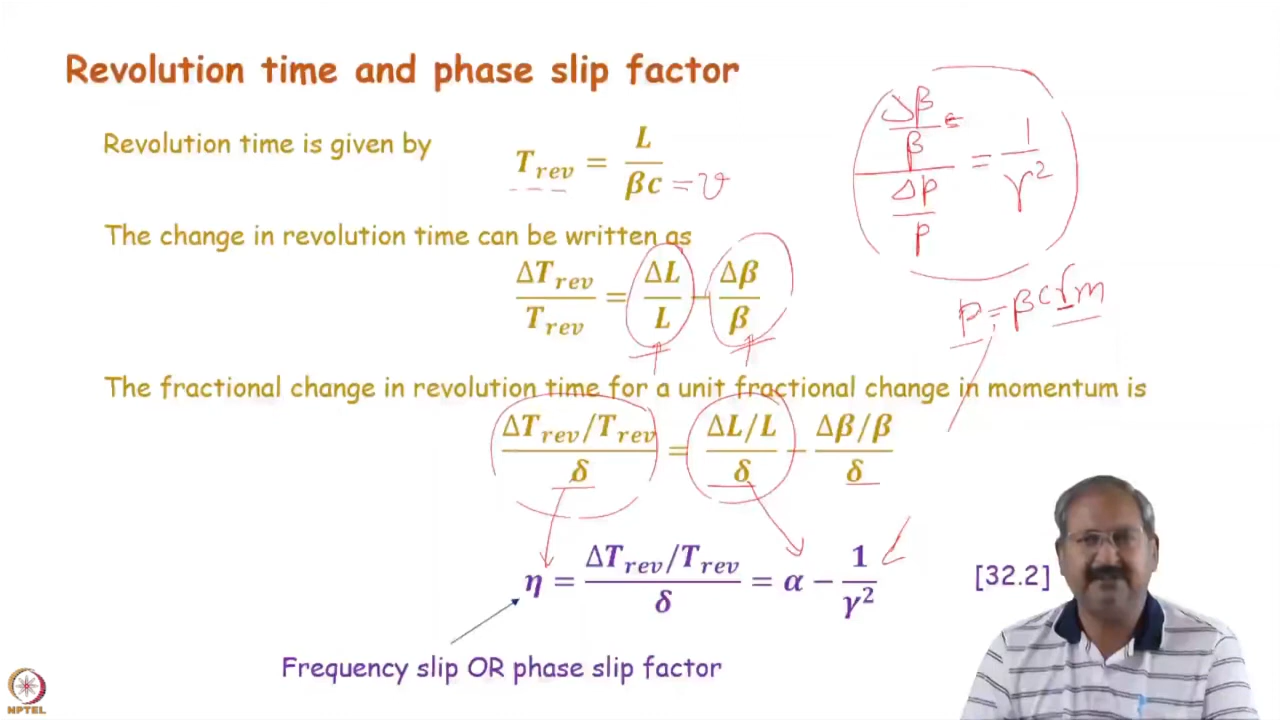 Revolution time and phase slip factor
Revolution time is given by
T_rev = L / βc = v
The change in revolution time can be written as
ΔT_rev / T_rev = ΔL / L − Δβ / β
Δβ/β / Δp/p = 1 / γ²
p = βcγm
The fractional change in revolution time for a unit fractional change in momentum is
ΔT_rev/T_rev / δ = ΔL/L / δ − Δβ/β / δ
η = ΔT_rev/T_rev / δ = α − 1 / γ² [32.2]
Frequency slip OR phase slip factor
NPTEL